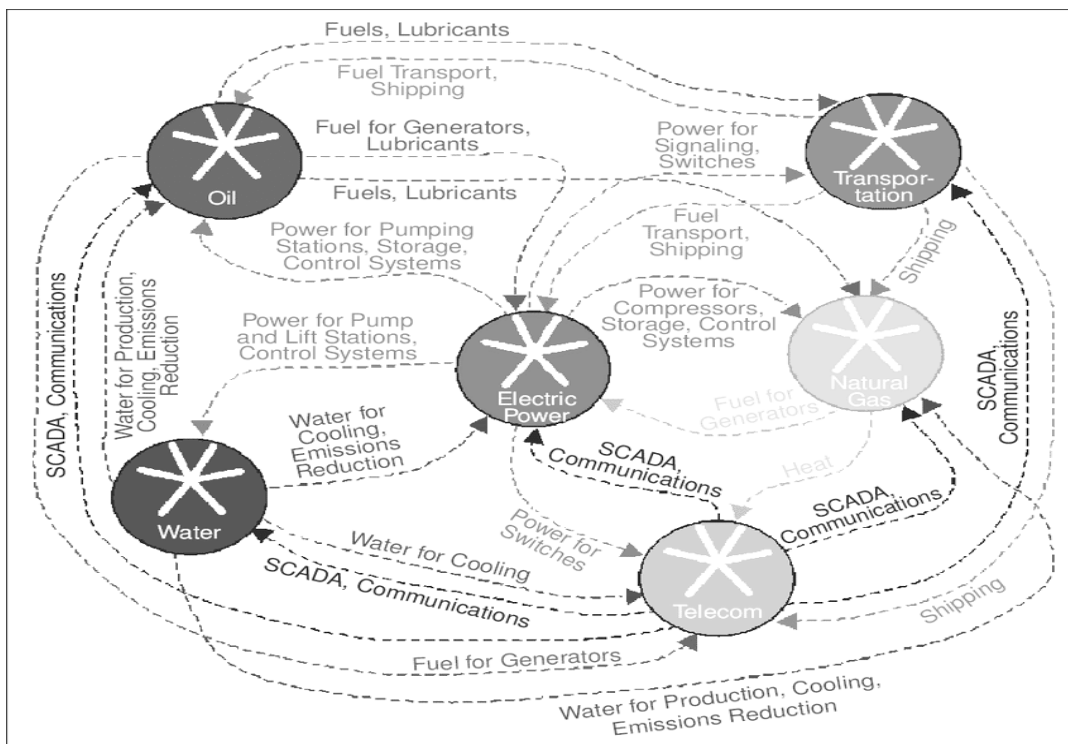 Fuels, Lubricants
Fuel Transport,
Shipping
Fuel for Generators,
Lubricants
Power for
Signaling,
Switches
Oil
Fuels, Lubricants
Transpor-
tation
Power for Pumping
Stations, Storage,
Control Systems
Fuel
Transport,
Shipping
Shipping
Power for
Compressors,
Storage, Control
Systems
Power for Pump
and Lift Stations,
Control Systems
SCADA, Communications
Water for Production,
Cooling, Emissions
Reduction
Electric
Power
Natural
Gas
Fuel for
Generators
SCADA,
Communications
Water for
Cooling,
Emissions
Reduction
SCADA,
Communications
Heat
SCADA,
Communications
Water
Power for
Switches
Water for Cooling
SCADA, Communications
Telecom
Shipping
Fuel for Generators
Water for Production, Cooling,
Emissions Reduction